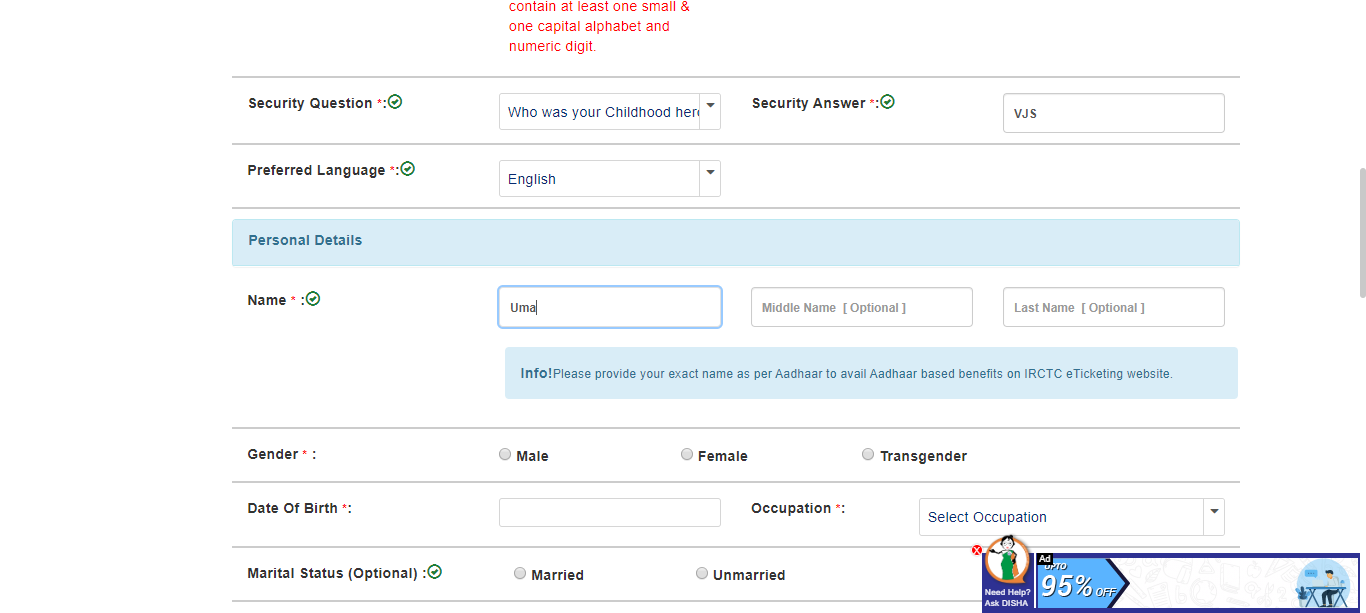 contain at least one small &
one capital alphabet and
numeric digit.
Security Question *:
Who was your Childhood her
Security Answer *:
VJS
Preferred Language *:
English
Personal Details
Name * :
Uma
Middle Name [ Optional ]
Last Name [ Optional ]
Info!Please provide your exact name as per Aadhaar to avail Aadhaar based benefits on IRCTC eTicketing website.
Gender * :
Male
Female
Transgender
Date Of Birth *:
Occupation *:
Select Occupation
Marital Status (Optional) :
Married
Unmarried
X
Need Help?
Ask DISHA
Ad
UPTO
95% OFF